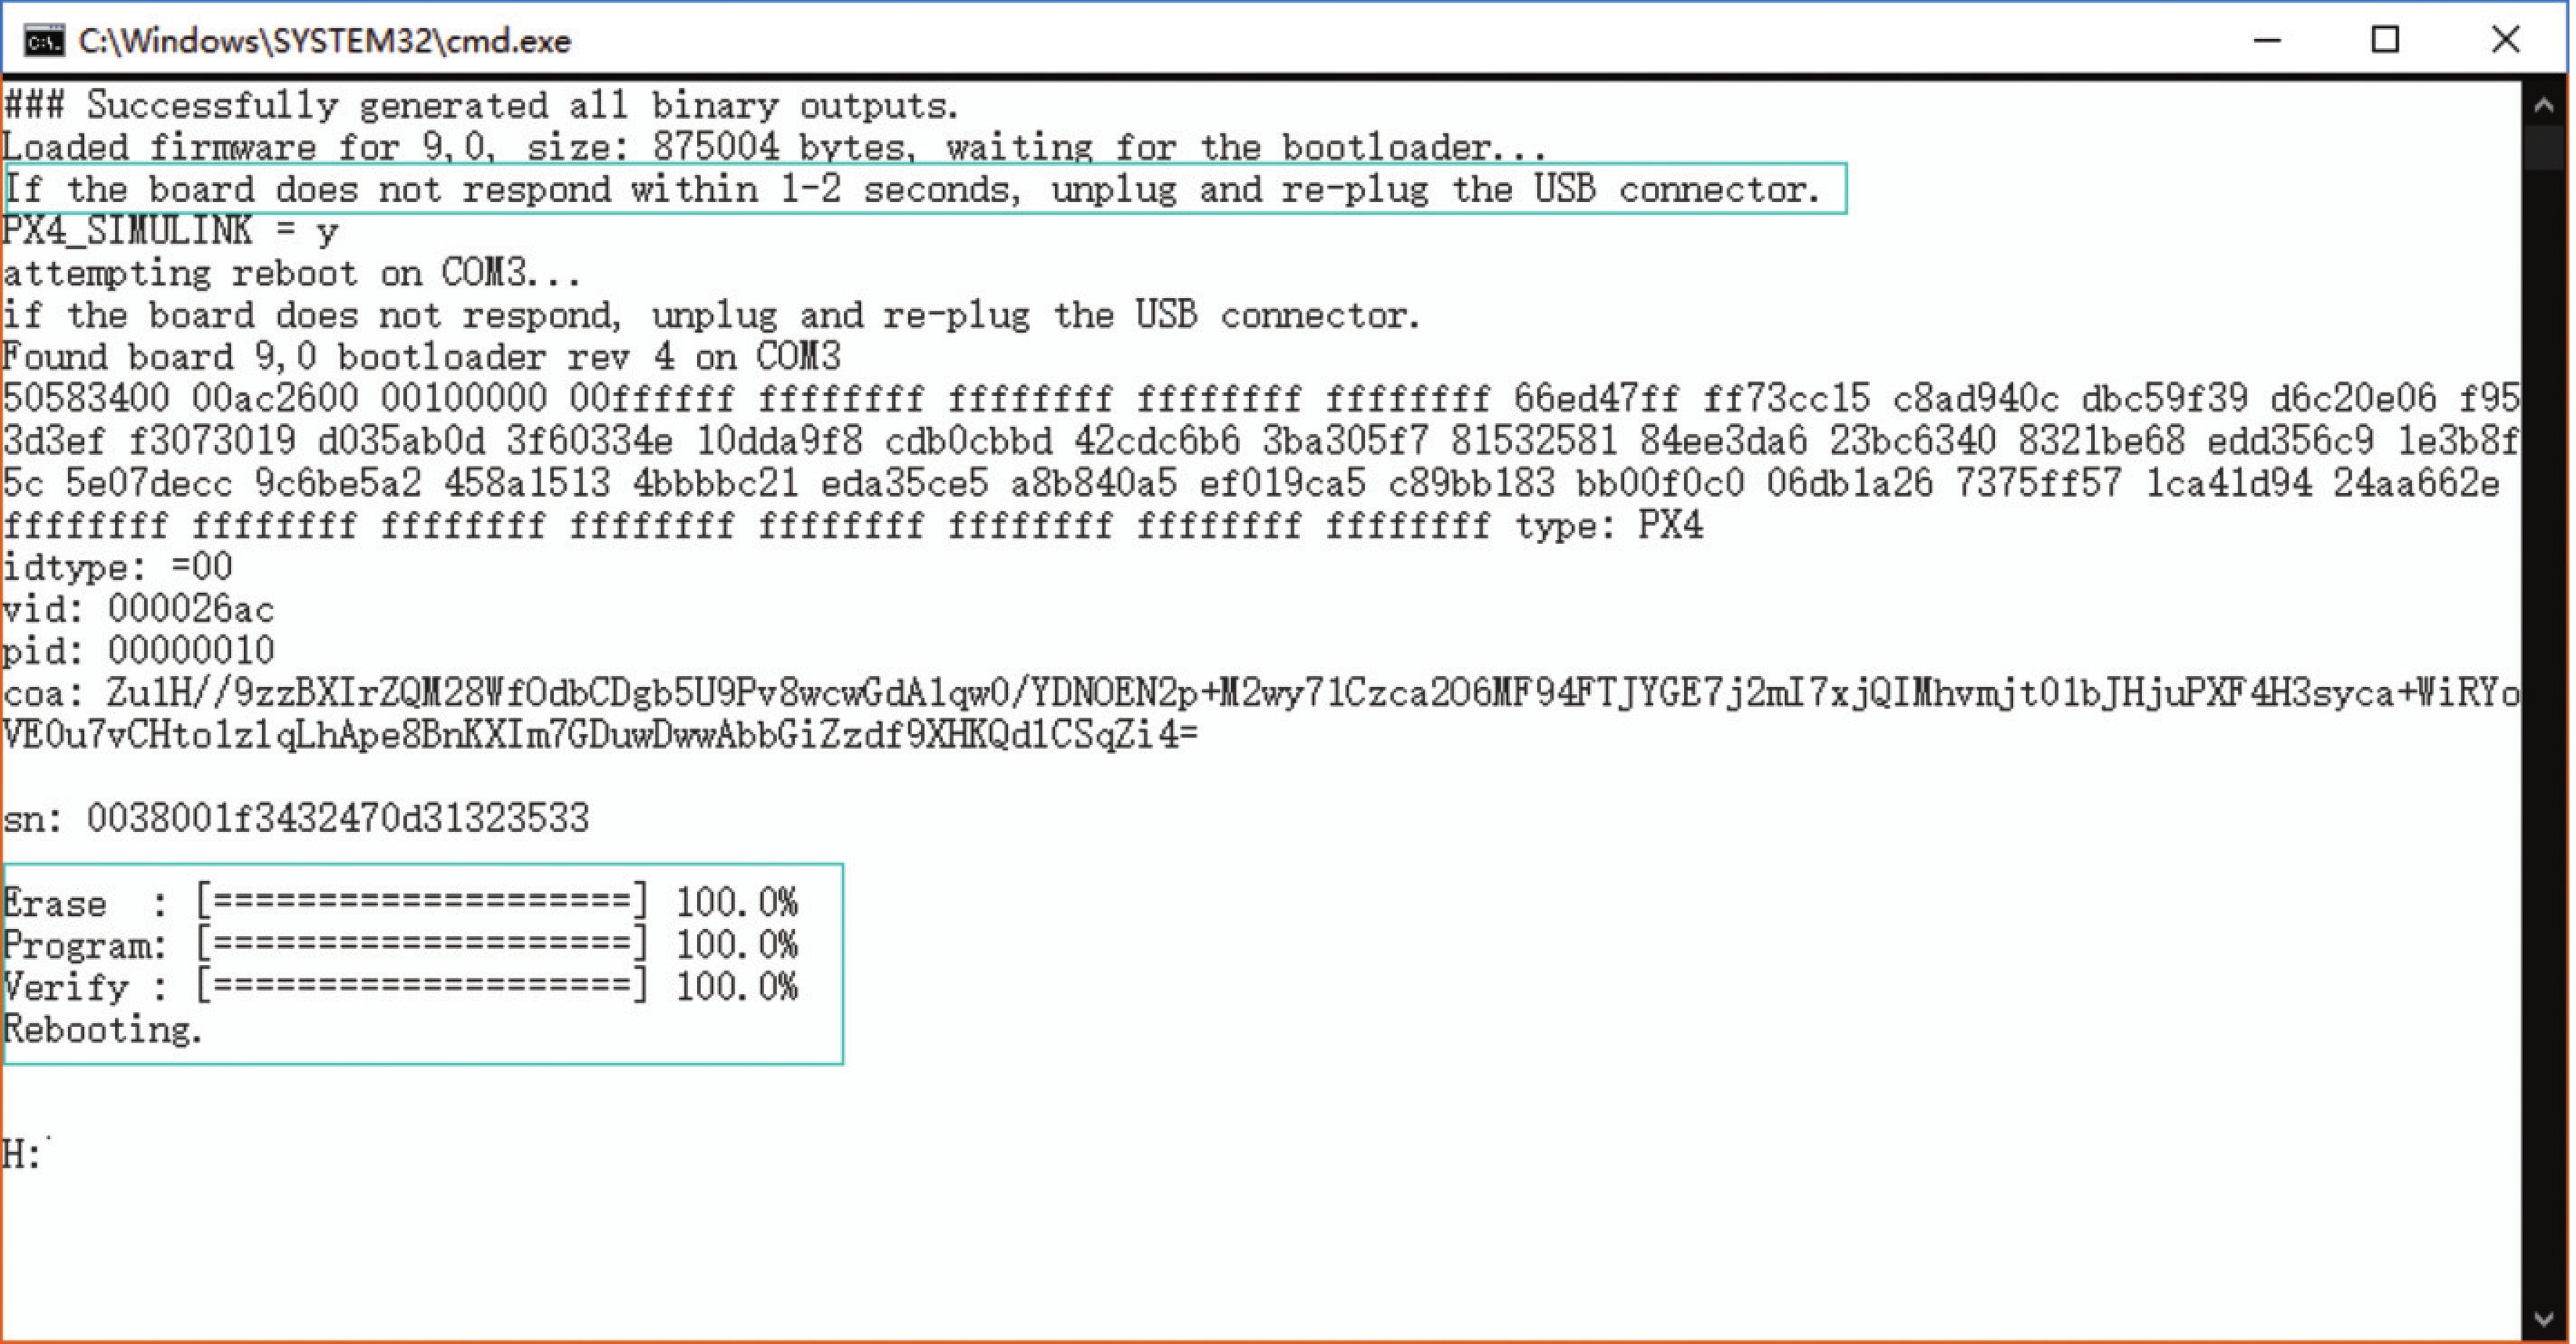 C:\Windows\SYSTEM32\cmd.exe
### Successfully generated all binary outputs.
Loaded firmware for 9,0, size: 875004 bytes, waiting for the bootloader...
If the board does not respond within 1-2 seconds, unplug and re-plug the USB connector.
PX4_SIMULINK = y
attempting reboot on COM3...
if the board does not respond, unplug and re-plug the USB connector.
Found board 9,0 bootloader rev 4 on COM3
50583400 00ac2600 00100000 00ffffff ffffffff ffffffff ffffffff ffffffff 66ed47ff ff73cc15 c8ad940c dbc59f39 d6c20e06 f95
3d3ef f3073019 d035ab0d 3f60334e 10dda9f8 cdb0cbbd 42cdc6b6 3ba305f7 81532581 84ee3da6 23bc6340 8321be68 edd356c9 1e3b8f
5c 5e07decc 9c6be5a2 458a1513 4bbbbc21 eda35ce5 a8b840a5 ef019ca5 c89bb183 bb00f0c0 06db1a26 7375ff57 1ca41d94 24aa662e
ffffffff ffffffff ffffffff ffffffff ffffffff ffffffff ffffffff ffffffff type: PX4
idtype: =00
vid: 000026ac
pid: 00000010
coa: Zu1H//9zzBXIrZQM28WfOdbCDgb5U9Pv8wcwGdA1qw0/YDNOEN2p+M2wy71Czca2O6MF94FTJYGE7j2mI7xjQIMhvmjt01bJHjuPXF4H3syca+WiRYo
VE0u7vCHto1z1qLhApe8BnKXIm7GDuwDwwAbbGiZzdf9XHKQd1CSqZi4=
sn: 0038001f3432470d31323533
Erase  : [====================] 100.0%
Program: [====================] 100.0%
Verify : [====================] 100.0%
Rebooting.
H: